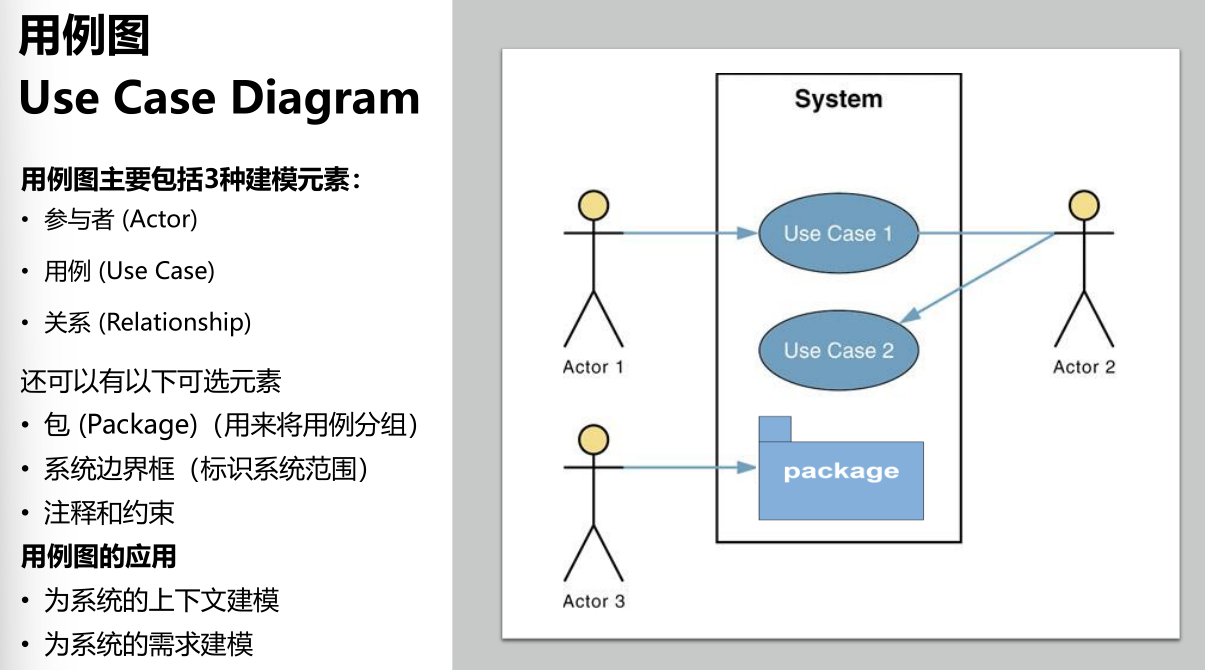 用例图
Use Case Diagram
用例图主要包括3种建模元素：
• 参与者 (Actor)
• 用例 (Use Case)
• 关系 (Relationship)
还可以有以下可选元素
• 包 (Package)（用来将用例分组）
• 系统边界框（标识系统范围）
• 注释和约束
用例图的应用
• 为系统的上下文建模
• 为系统的需求建模
System
Use Case 1
Use Case 2
Actor 1
Actor 2
package
Actor 3